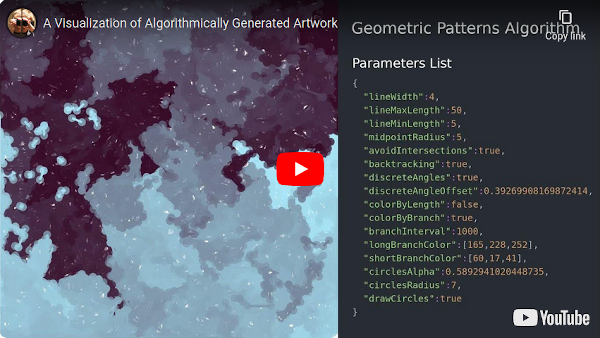 A Visualization of Algorithmically Generated Artwork
Geometric Patterns Algorithm
Copy link
Parameters List
{
"lineWidth":4,
"lineMaxLength":50,
"lineMinLength":5,
"midpointRadius":5,
"avoidIntersections":true,
"backtracking":true,
"discreteAngles":true,
"discreteAngleOffset":0.39269908169872414,
"colorByLength":false,
"colorByBranch":true,
"branchInterval":1000,
"longBranchColor":[165,228,252],
"shortBranchColor":[60,17,41],
"circlesAlpha":0.5892941020448735,
"circlesRadius":7,
"drawCircles":true
}
YouTube